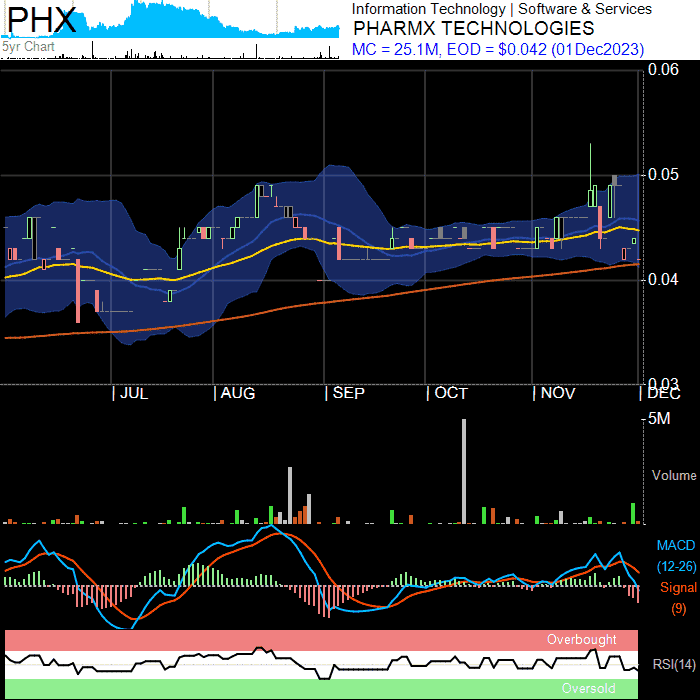 PHX
5yr Chart
Information Technology | Software & Services
PHARMX TECHNOLOGIES
MC = 25.1M, EOD = $0.042 (01Dec2023)
0.06
0.05
0.04
0.03
JUL AUG SEP OCT NOV DEC
5M
Volume
MACD
(12-26)
Signal
(9)
Overbought
RSI(14)
Oversold